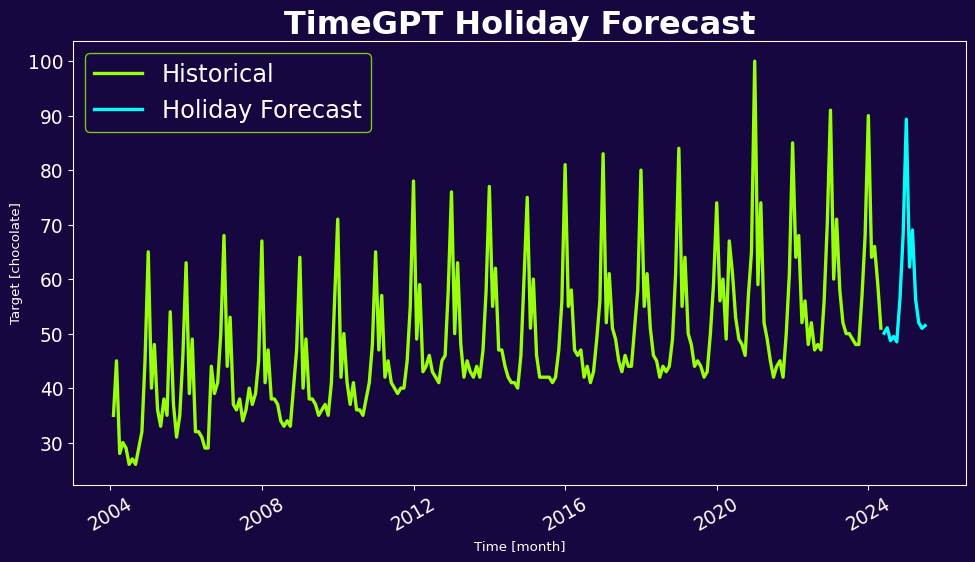 TimeGPT Holiday Forecast
Historical
Holiday Forecast
100
90
80
70
60
50
40
30
Target [chocolate]
2004
2008
2012
2016
2020
2024
Time [month]